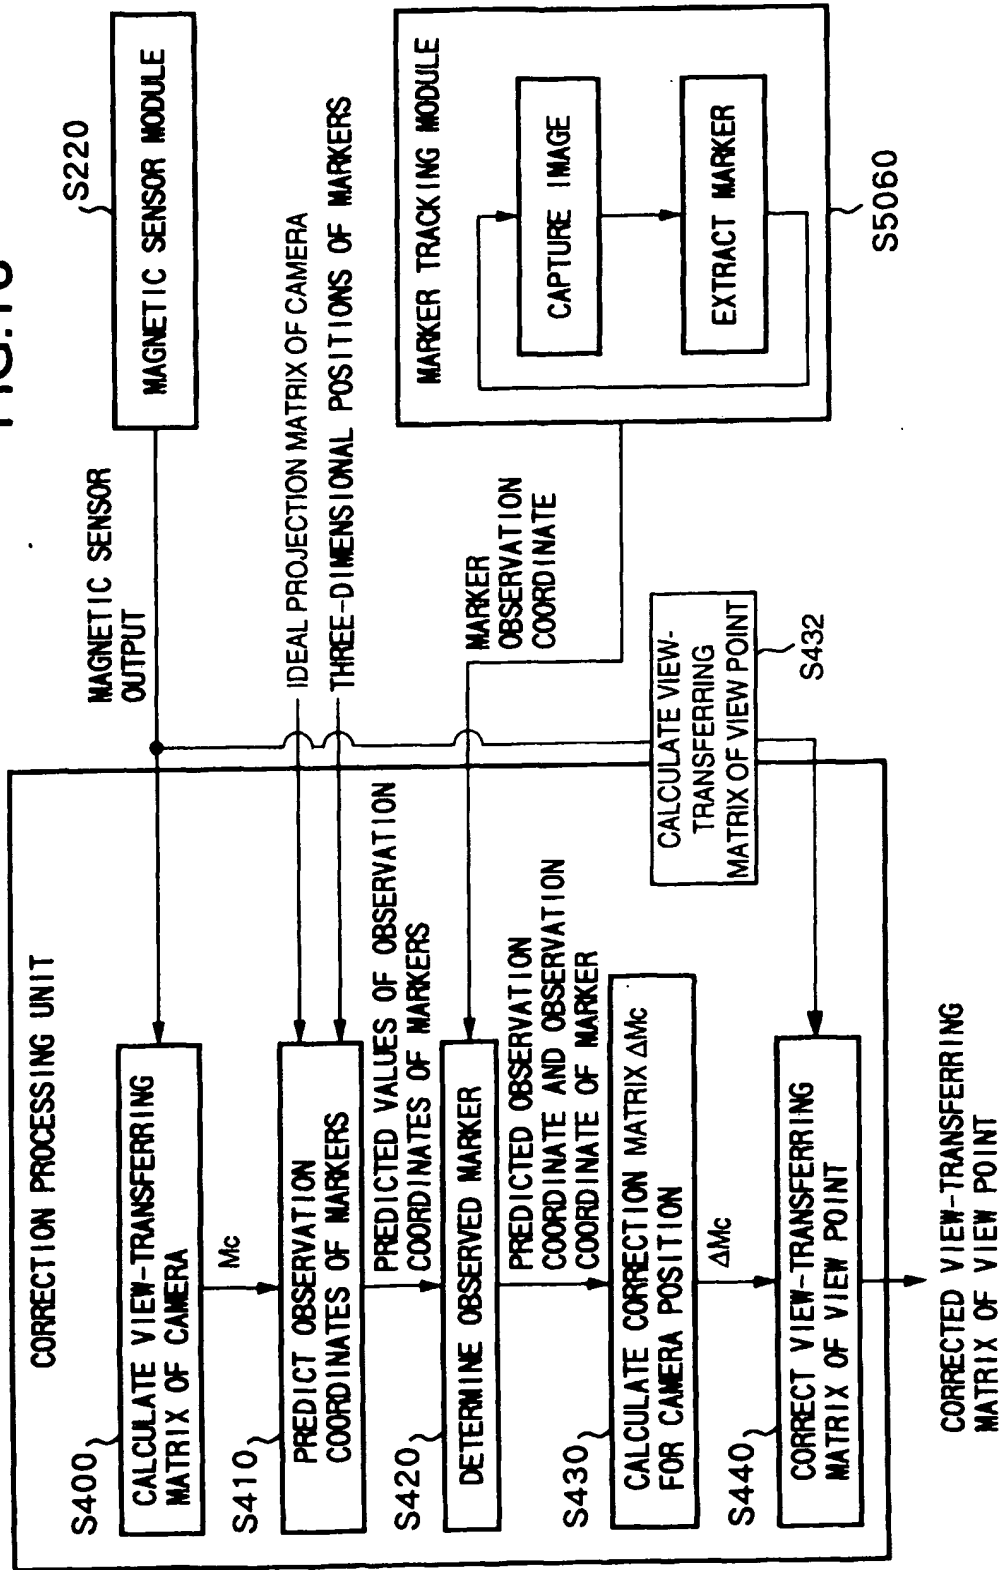 S220
MAGNETIC SENSOR MODULE
MAGNETIC SENSOR
OUTPUT
IDEAL PROJECTION MATRIX OF CAMERA
THREE-DIMENSIONAL POSITIONS OF MARKERS
MARKER TRACKING MODULE
CAPTURE IMAGE
EXTRACT MARKER
S5060
MARKER
OBSERVATION
COORDINATE
CORRECTION PROCESSING UNIT
S400
CALCULATE VIEW-TRANSFERRING
MATRIX OF CAMERA
Mc
S410
PREDICT OBSERVATION
COORDINATES OF MARKERS
PREDICTED VALUES OF OBSERVATION
COORDINATES OF MARKERS
S420
DETERMINE OBSERVED MARKER
PREDICTED OBSERVATION
COORDINATE AND OBSERVATION
COORDINATE OF MARKER
S430
CALCULATE CORRECTION MATRIX ΔMc
FOR CAMERA POSITION
ΔMc
CALCULATE VIEW-
TRANSFERRING
MATRIX OF VIEW POINT
S432
S440
CORRECT VIEW-TRANSFERRING
MATRIX OF VIEW POINT
CORRECTED VIEW-TRANSFERRING
MATRIX OF VIEW POINT